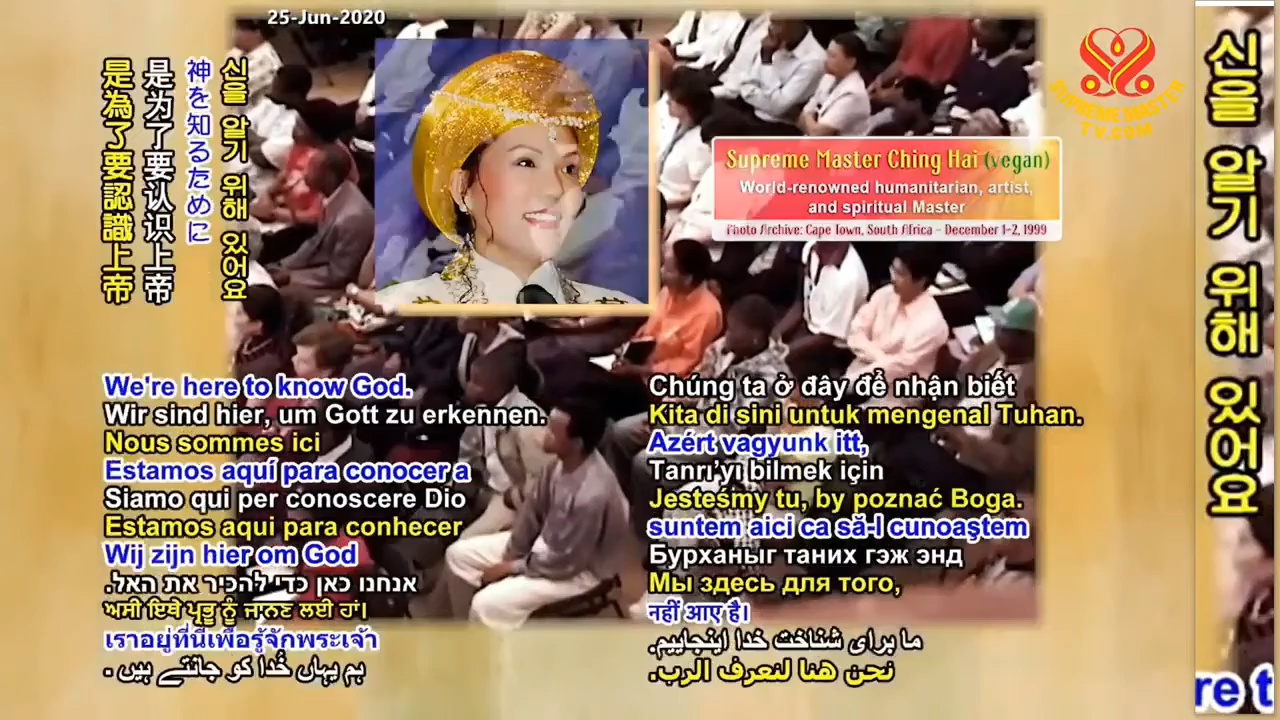 25-Jun-2020
SUPREME MASTER
TV.COM
Supreme Master Ching Hai (vegan)
World-renowned humanitarian, artist,
and spiritual Master
Photo Archive: Cape Town, South Africa – December 1-2, 1999
是為了要認識上帝
是为了要认识上帝
神を知るために
신을 알기 위해 있어요
We're here to know God.
Wir sind hier, um Gott zu erkennen.
Nous sommes ici
Estamos aquí para conocer a
Siamo qui per conoscere Dio
Estamos aqui para conhecer
Wij zijn hier om God
אנחנו כאן כדי להכיר את האל.
ਅਸੀ ਇਥੇ ਪ੍ਰਭੂ ਨੂੰ ਜਾਨਣ ਲਈ ਹਾਂ।
เราอยู่ที่นี่เพื่อรู้จักพระเจ้า
ہم یہاں خُدا کو جانتے ہیں.
Chúng ta ở đây để nhận biết
Kita di sini untuk mengenal Tuhan.
Azért vagyunk itt,
Tanrı’yı bilmek için
Jesteśmy tu, by poznać Boga.
suntem aici ca să-l cunoaştem
Бурханыг таних гэж энд
Мы здесь для того,
नहीं आए है।
ما برای شناخت خدا اینجاییم.
نحن هنا لنعرف الرب.
신을 알기 위해 있어요
re t